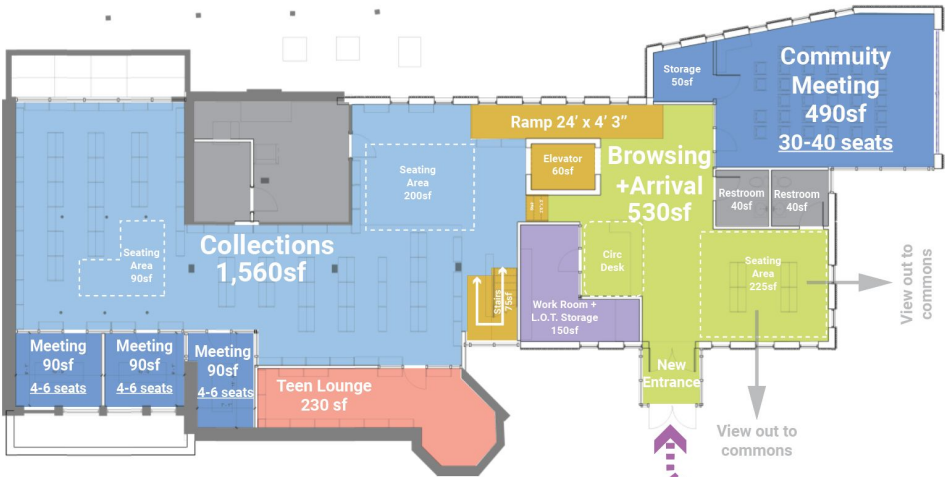 Storage
50sf
Commuity
Meeting
490sf
30-40 seats
Ramp 24' x 4' 3"
Elevator
60sf
Browsing
+Arrival
530sf
Seating
Area
200sf
Restroom
40sf
Restroom
40sf
Collections
1,560sf
Seating
Area
90sf
Circ
Desk
Seating
Area
225sf
View out to
commons
Stairs
75sf
Work Room +
L.O.T. Storage
150sf
Meeting
90sf
4-6 seats
Meeting
90sf
4-6 seats
Meeting
90sf
4-6 seats
Teen Lounge
230 sf
New
Entrance
View out to
commons